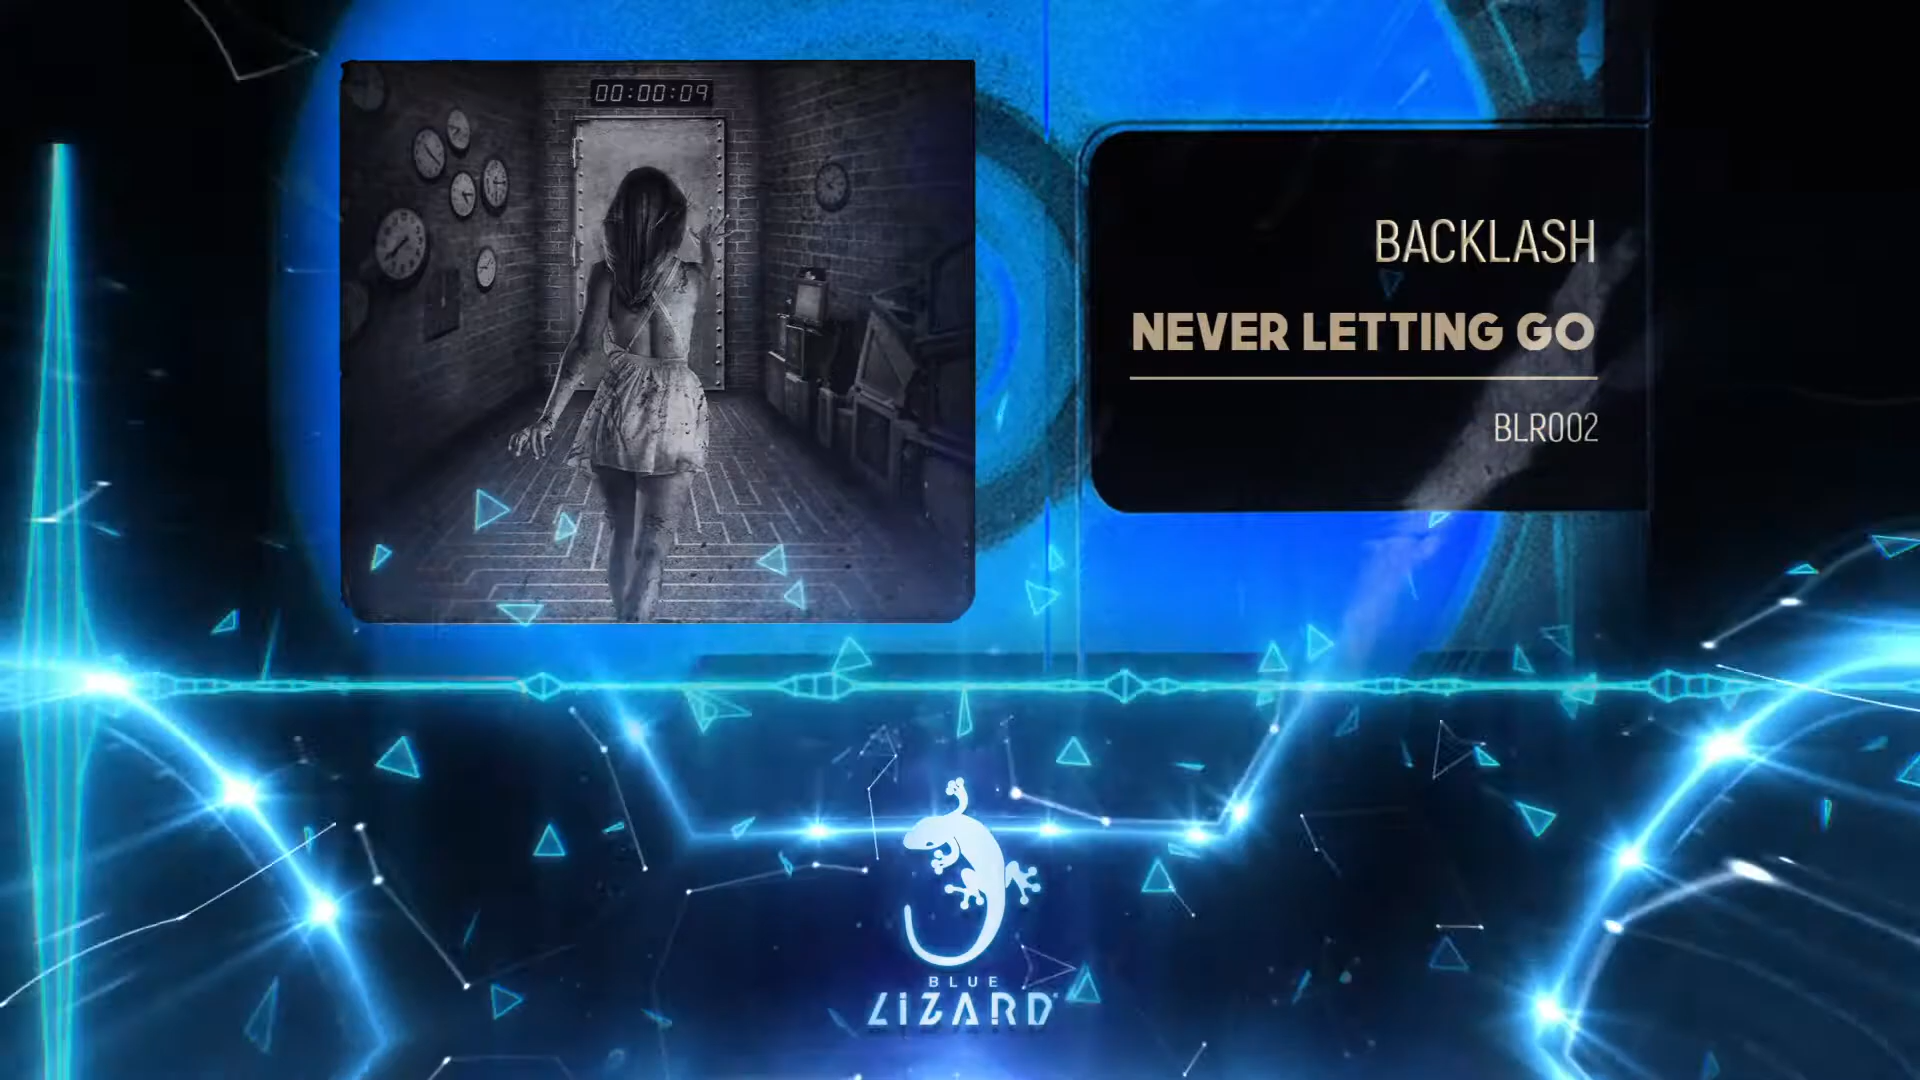 00:00:09
BACKLASH
NEVER LETTING GO
BLR002
BLUE
LIZARD